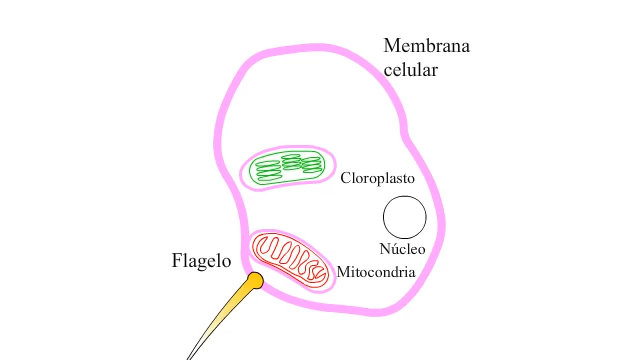 Membrana
celular
Cloroplasto
Núcleo
Flagelo
Mitocondria